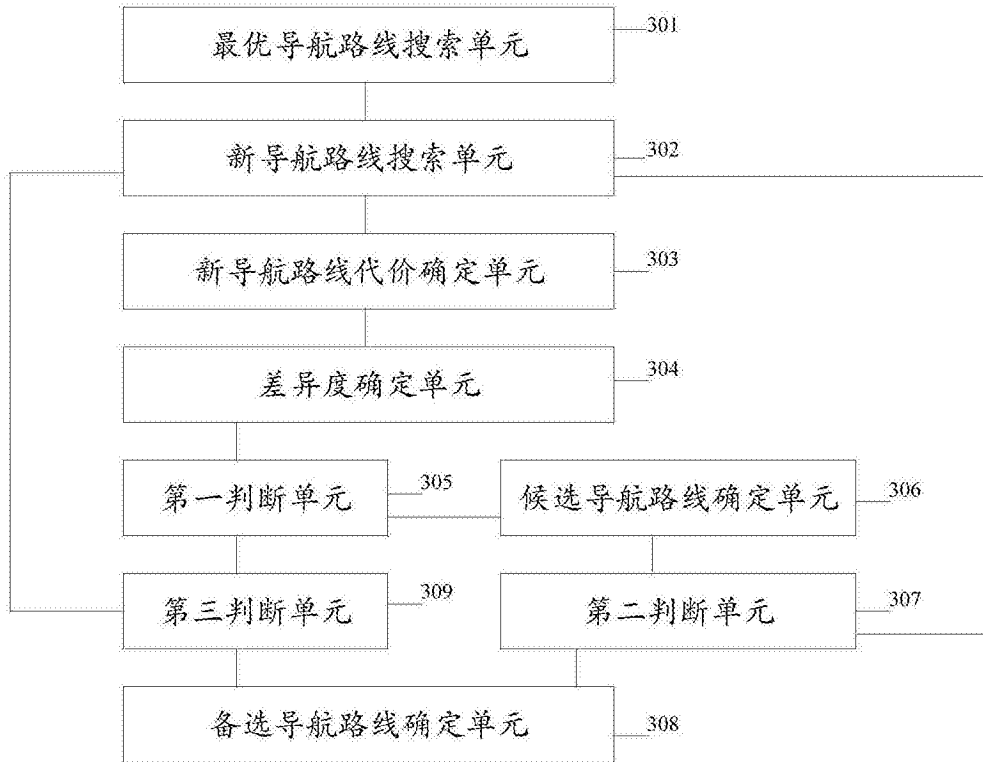 最优导航路线搜索单元
301
新导航路线搜索单元
302
新导航路线代价确定单元
303
差异度确定单元
304
第一判断单元
305
候选导航路线确定单元
306
第三判断单元
309
第二判断单元
307
备选导航路线确定单元
308